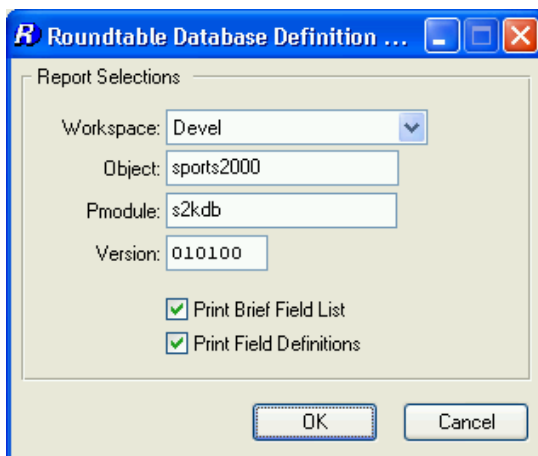 R Roundtable Database Definition ...
Report Selections
Workspace: Devel
Object: sports2000
Pmodule: s2kdb
Version: 010100
Print Brief Field List
Print Field Definitions
OK Cancel